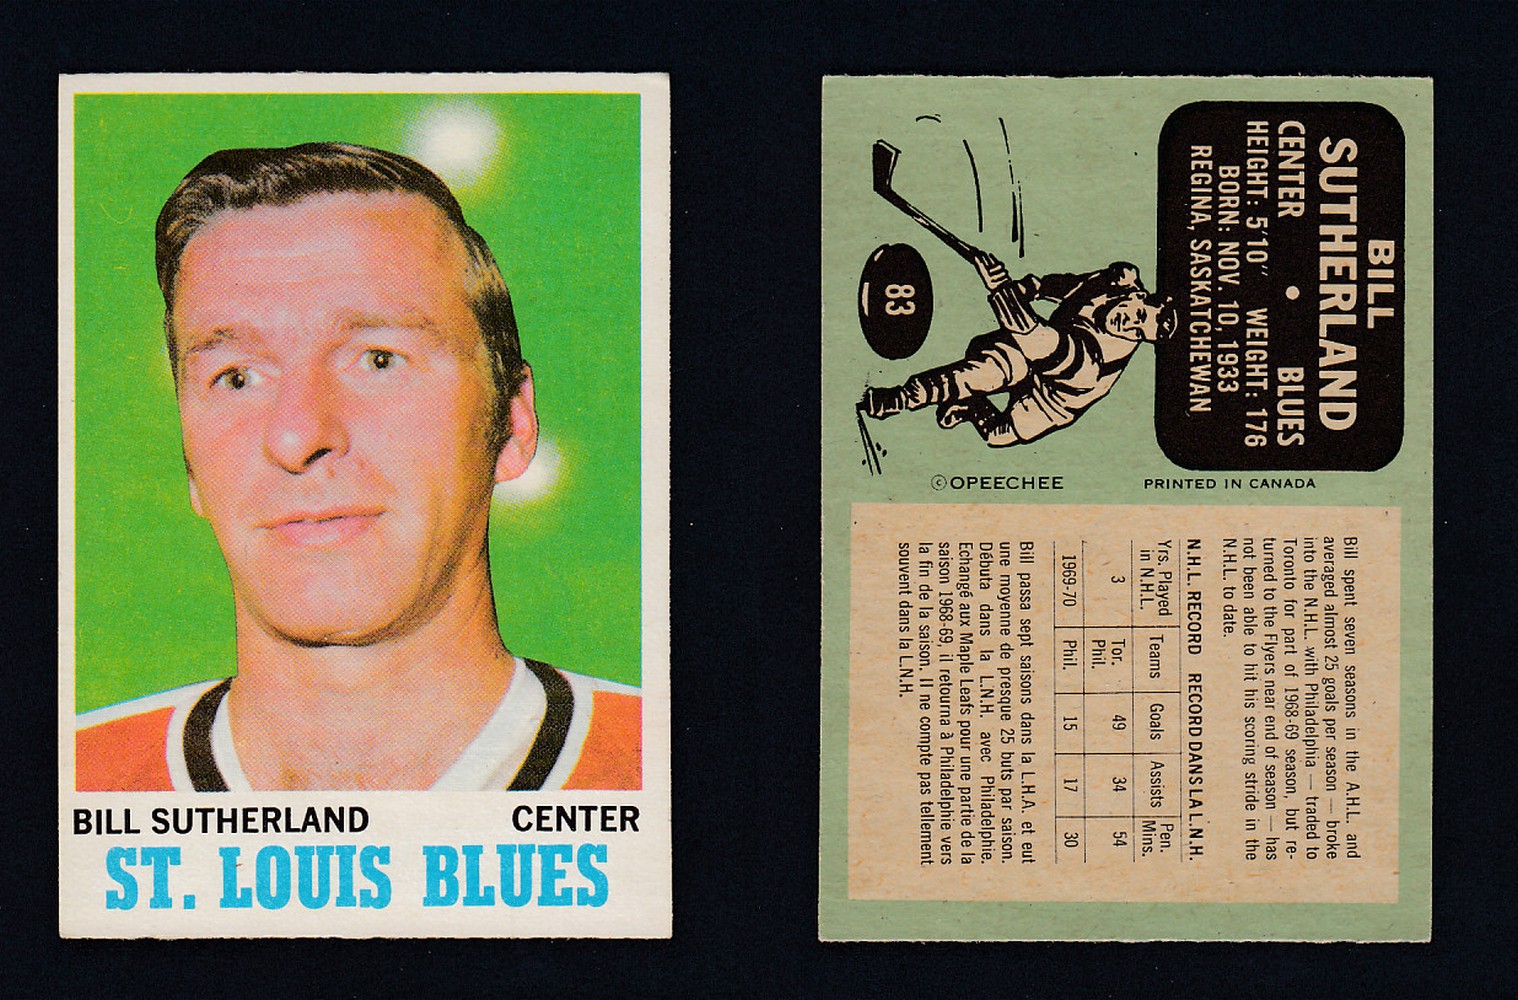 BILL SUTHERLAND CENTER
ST. LOUIS BLUES
BILL
SUTHERLAND
CENTER • BLUES
HEIGHT: 5'10" WEIGHT: 176
BORN: NOV. 10, 1933
REGINA, SASKATCHEWAN
83
© OPEECHEE PRINTED IN CANADA
Bill spent seven seasons in the A.H.L. and
averaged almost 25 goals per season — broke
into the N.H.L. with Philadelphia — traded to
Toronto for part of 1968-69 season, but re-
turned to the Flyers near end of season — has
not been able to hit his scoring stride in the
N.H.L. to date.
N.H.L. RECORD RECORD DANS LA L.N.H.
Yrs. Played in N.H.L. Teams Goals Assists Pen. Mins.
3 Tor. Phil. 49 34 54
1969-70 Phil. 15 17 30
Bill passa sept saisons dans la L.H.A. et eut
une moyenne de presque 25 buts par saison.
Débuta dans la L.N.H. avec Philadelphie.
Echangé aux Maple Leafs pour une partie de la
saison 1968-69, il retourna à Philadelphie vers
la fin de la saison. Il ne compte pas tellement
souvent dans la L.N.H.